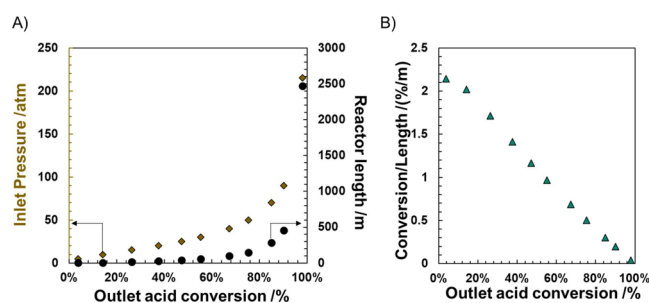 A)
B)
250
200
150
100
50
0
Inlet Pressure /atm
3000
2500
2000
1500
1000
500
0
Reactor length /m
0% 20% 40% 60% 80% 100%
Outlet acid conversion /%
2.5
2
1.5
1
0.5
0
Conversion/Length /(%/m)
0% 20% 40% 60% 80% 100%
Outlet acid conversion /%